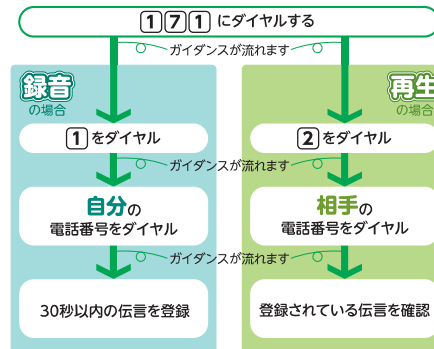 171にダイヤルする
ガイダンスが流れます
録音
の場合
再生
の場合
1をダイヤル
2をダイヤル
ガイダンスが流れます
自分の
電話番号をダイヤル
相手の
電話番号をダイヤル
ガイダンスが流れます
30秒以内の伝言を登録
登録されている伝言を確認